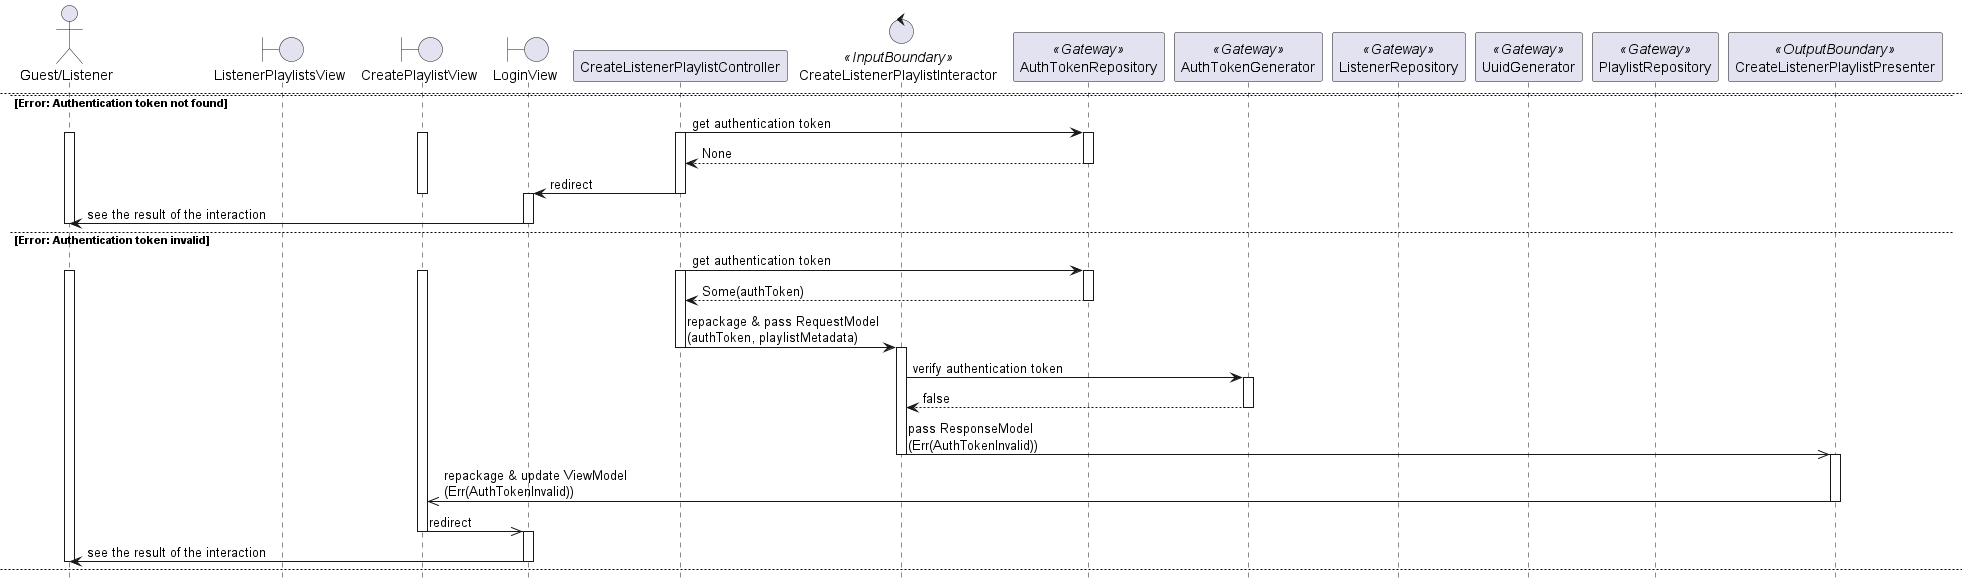 «InputBoundary»
«Gateway» «Gateway» «Gateway» «Gateway» «Gateway» «OutputBoundary»
Guest/Listener ListenerPlaylistsView CreatePlaylistView LoginView CreateListenerPlaylistController CreateListenerPlaylistInteractor AuthTokenRepository AuthTokenGenerator ListenerRepository UuidGenerator PlaylistRepository CreateListenerPlaylistPresenter
[Error: Authentication token not found]
get authentication token
None
redirect
see the result of the interaction
[Error: Authentication token invalid]
get authentication token
Some(authToken)
repackage & pass RequestModel
(authToken, playlistMetadata)
verify authentication token
false
pass ResponseModel
(Err(AuthTokenInvalid))
repackage & update ViewModel
(Err(AuthTokenInvalid))
redirect
see the result of the interaction